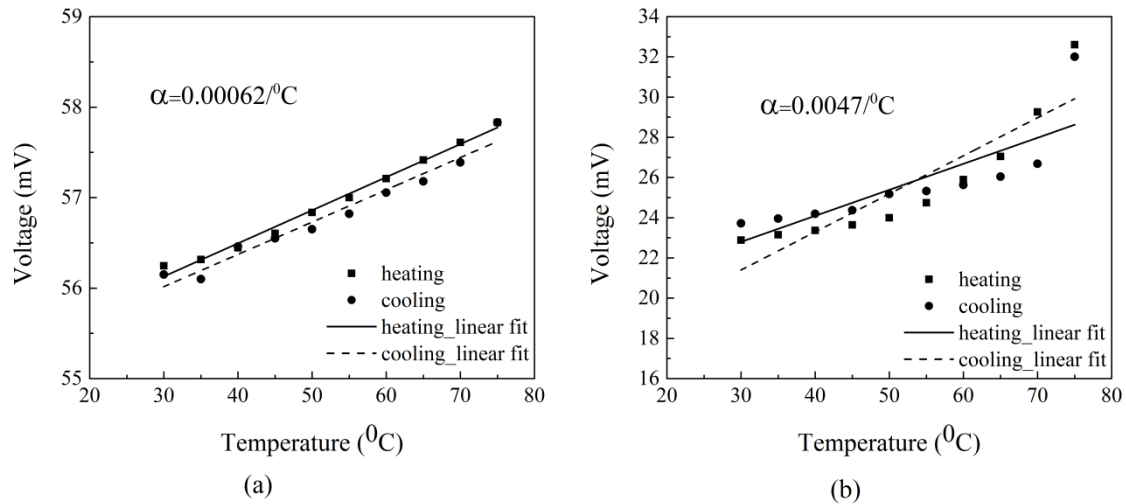 59
58
57
56
55
Voltage (mV)
α=0.00062/⁰C
heating
cooling
heating_linear fit
cooling_linear fit
20 30 40 50 60 70 80
Temperature (⁰C)
(a)
34
32
30
28
26
24
22
20
18
16
Voltage (mV)
α=0.0047/⁰C
heating
cooling
heating_linear fit
cooling_linear fit
20 30 40 50 60 70 80
Temperature (⁰C)
(b)